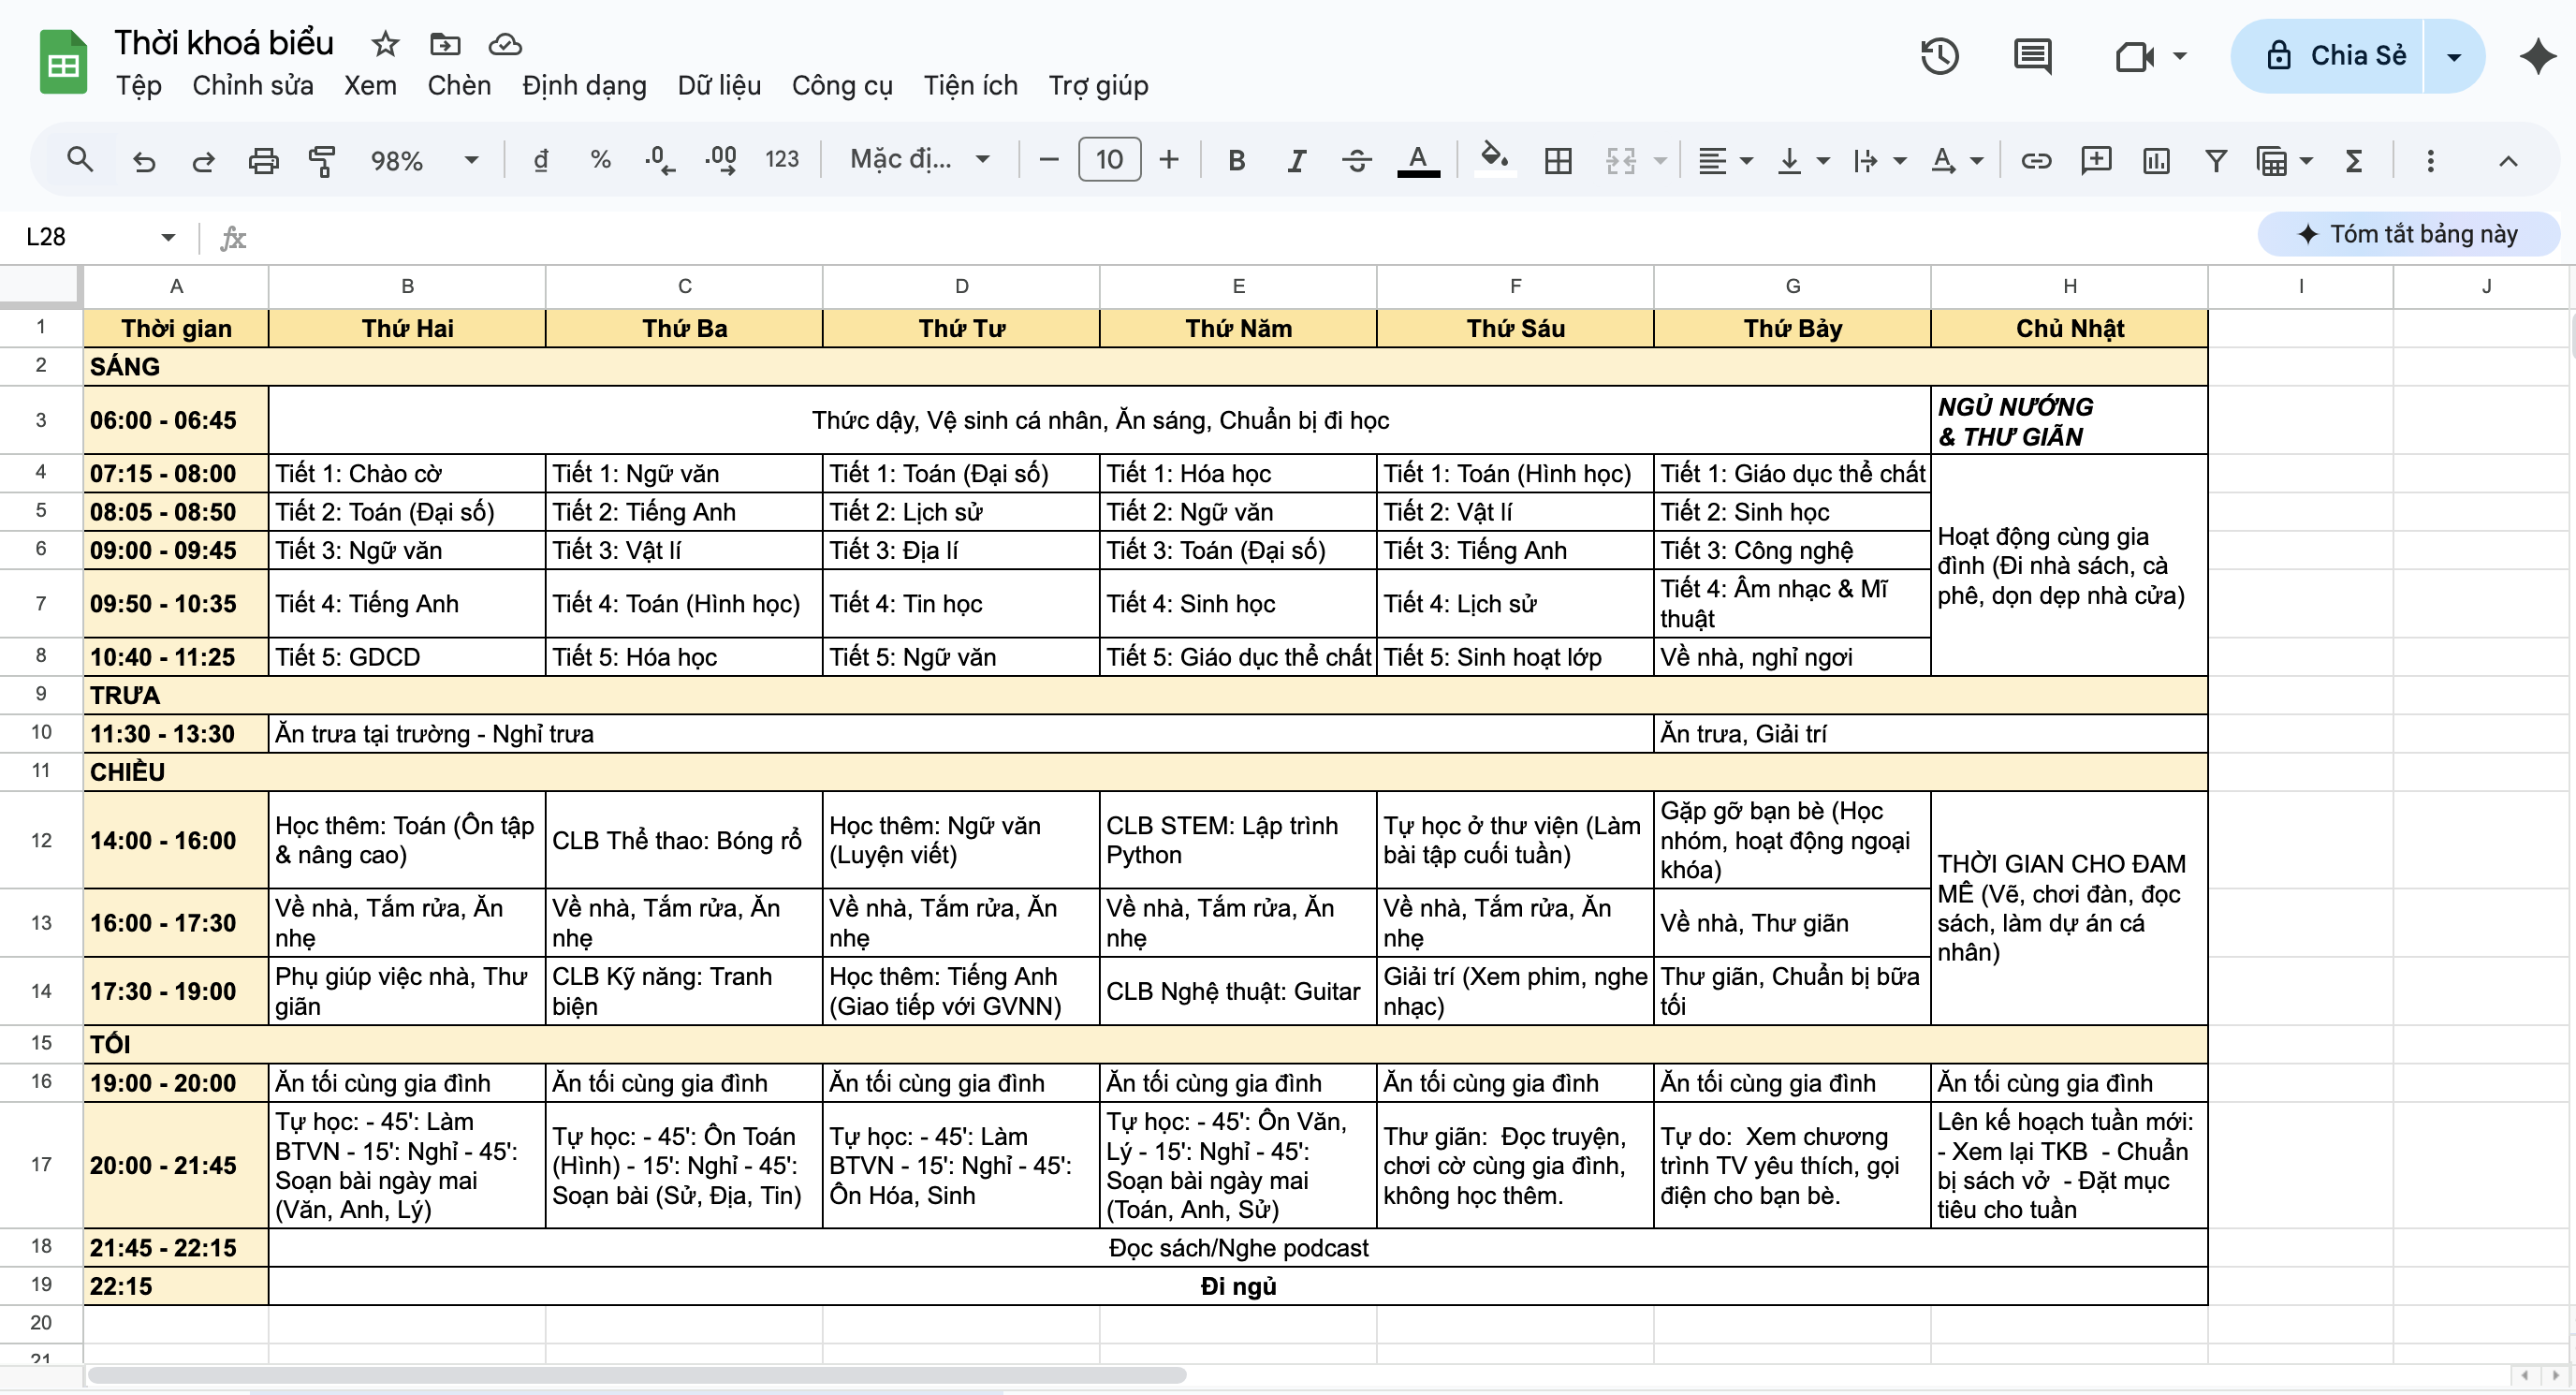 Thời khoá biểu
Tệp Chỉnh sửa Xem Chèn Định dạng Dữ liệu Công cụ Tiện ích Trợ giúp
Chia Sẻ
98% đ % .0 .00 123 Mặc đị... 10 B I A A Σ
L28 fx
Tóm tắt bảng này
A B C D E F G H I J
1 Thời gian Thứ Hai Thứ Ba Thứ Tư Thứ Năm Thứ Sáu Thứ Bảy Chủ Nhật
2 SÁNG
3 06:00 - 06:45 Thức dậy, Vệ sinh cá nhân, Ăn sáng, Chuẩn bị đi học
NGỦ NƯỚNG
& THƯ GIÃN
4 07:15 - 08:00 Tiết 1: Chào cờ Tiết 1: Ngữ văn Tiết 1: Toán (Đại số) Tiết 1: Hóa học Tiết 1: Toán (Hình học) Tiết 1: Giáo dục thể chất
5 08:05 - 08:50 Tiết 2: Toán (Đại số) Tiết 2: Tiếng Anh Tiết 2: Lịch sử Tiết 2: Ngữ văn Tiết 2: Vật lí Tiết 2: Sinh học
6 09:00 - 09:45 Tiết 3: Ngữ văn Tiết 3: Vật lí Tiết 3: Địa lí Tiết 3: Toán (Đại số) Tiết 3: Tiếng Anh Tiết 3: Công nghệ
Hoạt động cùng gia
đình (Đi nhà sách, cà
phê, dọn dẹp nhà cửa)
7 09:50 - 10:35 Tiết 4: Tiếng Anh Tiết 4: Toán (Hình học) Tiết 4: Tin học Tiết 4: Sinh học Tiết 4: Lịch sử
Tiết 4: Âm nhạc & Mĩ
thuật
8 10:40 - 11:25 Tiết 5: GDCD Tiết 5: Hóa học Tiết 5: Ngữ văn Tiết 5: Giáo dục thể chất Tiết 5: Sinh hoạt lớp Về nhà, nghỉ ngơi
9 TRƯA
10 11:30 - 13:30 Ăn trưa tại trường - Nghỉ trưa Ăn trưa, Giải trí
11 CHIỀU
12 14:00 - 16:00
Học thêm: Toán (Ôn tập
& nâng cao)
CLB Thể thao: Bóng rổ
Học thêm: Ngữ văn
(Luyện viết)
CLB STEM: Lập trình
Python
Tự học ở thư viện (Làm
bài tập cuối tuần)
Gặp gỡ bạn bè (Học
nhóm, hoạt động ngoại
khóa)
THỜI GIAN CHO ĐAM
MÊ (Vẽ, chơi đàn, đọc
sách, làm dự án cá
nhân)
13 16:00 - 17:30
Về nhà, Tắm rửa, Ăn
nhẹ
Về nhà, Tắm rửa, Ăn
nhẹ
Về nhà, Tắm rửa, Ăn
nhẹ
Về nhà, Tắm rửa, Ăn
nhẹ
Về nhà, Tắm rửa, Ăn
nhẹ
Về nhà, Thư giãn
14 17:30 - 19:00
Phụ giúp việc nhà, Thư
giãn
CLB Kỹ năng: Tranh
biện
Học thêm: Tiếng Anh
(Giao tiếp với GVNN)
CLB Nghệ thuật: Guitar
Giải trí (Xem phim, nghe
nhạc)
Thư giãn, Chuẩn bị bữa
tối
15 TỐI
16 19:00 - 20:00 Ăn tối cùng gia đình Ăn tối cùng gia đình Ăn tối cùng gia đình Ăn tối cùng gia đình Ăn tối cùng gia đình Ăn tối cùng gia đình Ăn tối cùng gia đình
17 20:00 - 21:45
Tự học: - 45': Làm
BTVN - 15': Nghỉ - 45':
Soạn bài ngày mai
(Văn, Anh, Lý)
Tự học: - 45': Ôn Toán
(Hình) - 15': Nghỉ - 45':
Soạn bài (Sử, Địa, Tin)
Tự học: - 45': Làm
BTVN - 15': Nghỉ - 45':
Ôn Hóa, Sinh
Tự học: - 45': Ôn Văn,
Lý - 15': Nghỉ - 45':
Soạn bài ngày mai
(Toán, Anh, Sử)
Thư giãn: Đọc truyện,
chơi cờ cùng gia đình,
không học thêm.
Tự do: Xem chương
trình TV yêu thích, gọi
điện cho bạn bè.
Lên kế hoạch tuần mới:
- Xem lại TKB - Chuẩn
bị sách vở - Đặt mục
tiêu cho tuần
18 21:45 - 22:15 Đọc sách/Nghe podcast
19 22:15 Đi ngủ
20
21